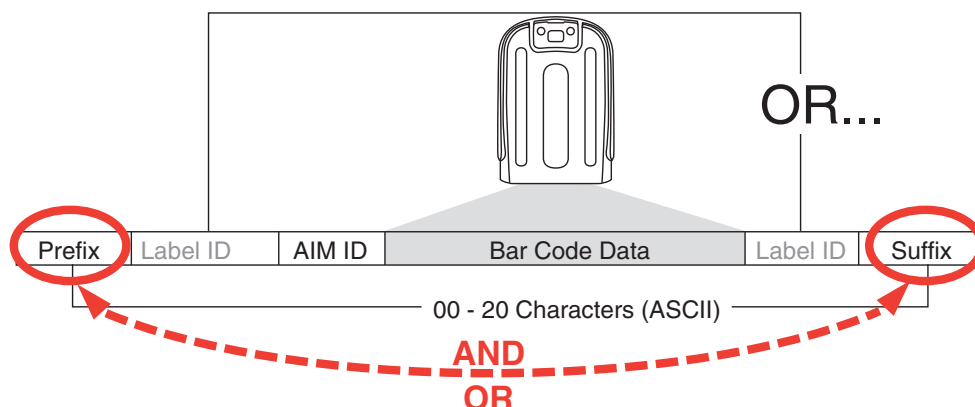 OR...
Prefix Label ID AIM ID Bar Code Data Label ID Suffix
00 - 20 Characters (ASCII)
AND
OR